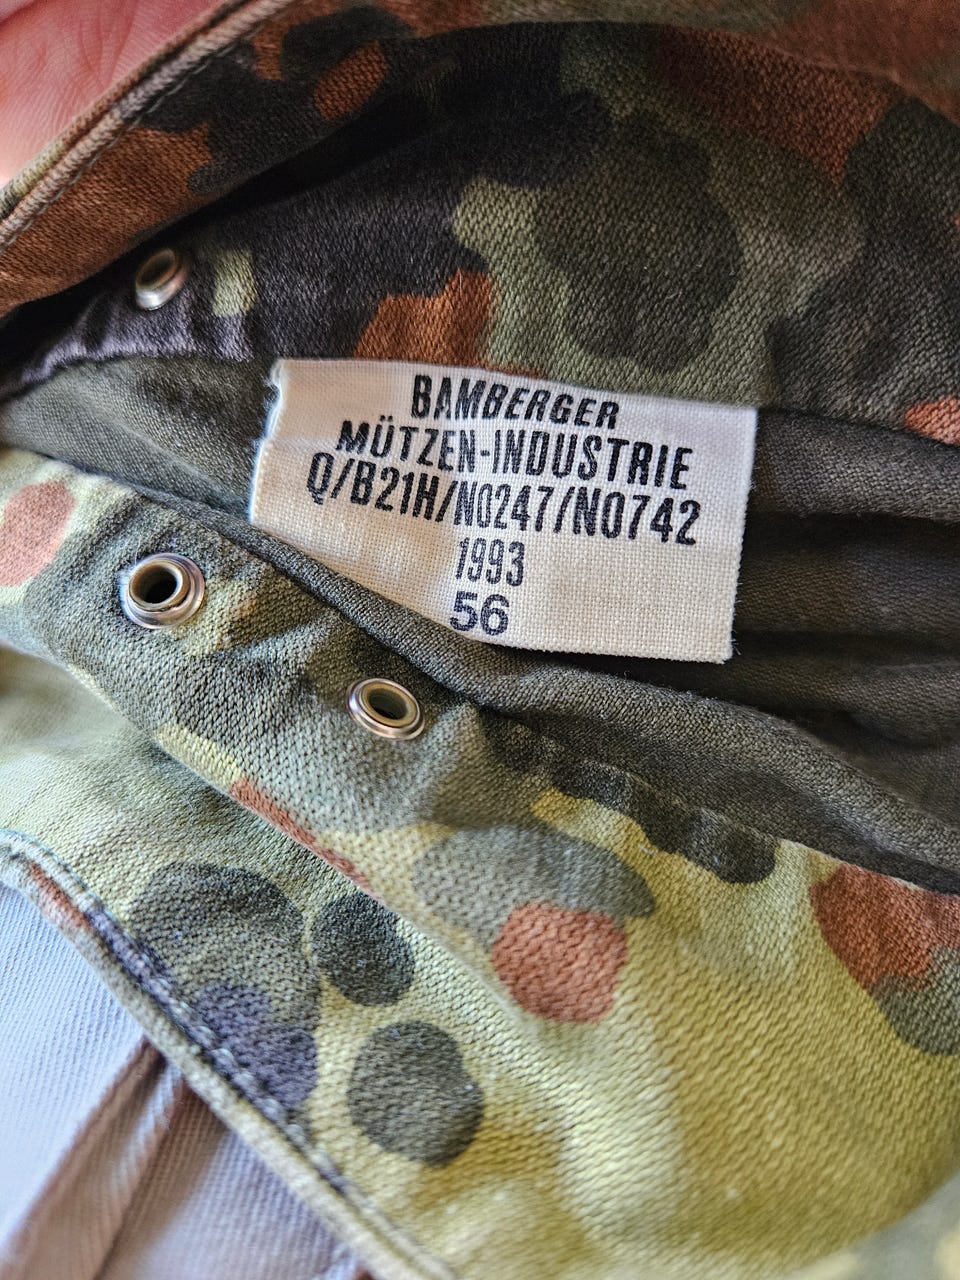 BAMBERGER
MÜTZEN-INDUSTRIE
Q/B21H/N0247/N0742
1993
56